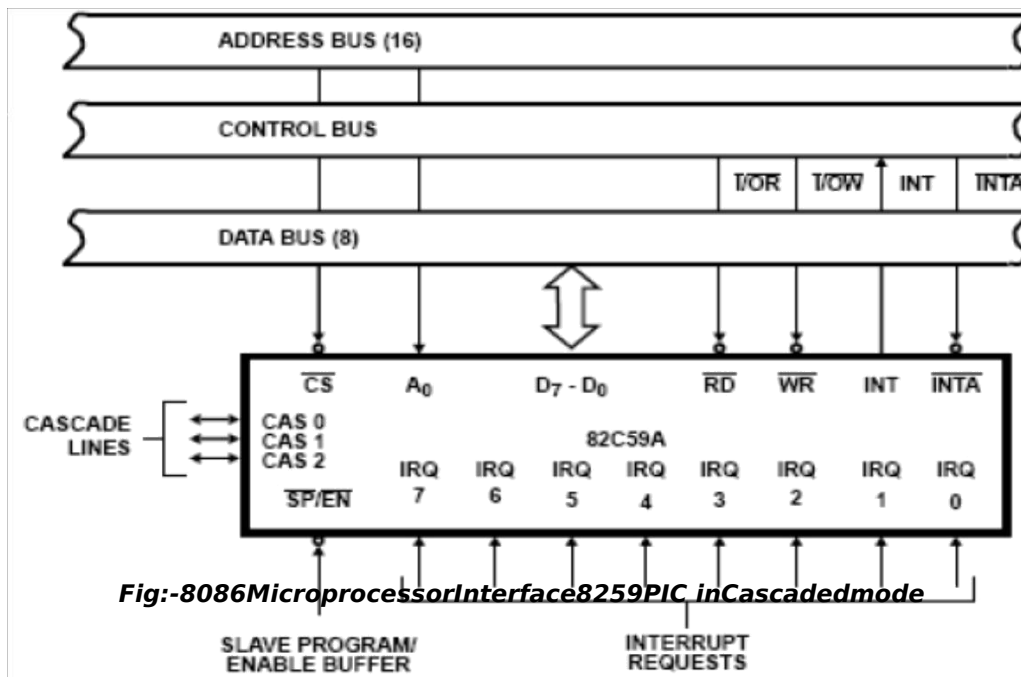 ADDRESS BUS (16)
CONTROL BUS
I/OR I/OW INT INTA
DATA BUS (8)
CS A0 D7 - D0 RD WR INT INTA
CASCADE
LINES
CAS 0
CAS 1
CAS 2
82C59A
SP/EN
IRQ 7 IRQ 6 IRQ 5 IRQ 4 IRQ 3 IRQ 2 IRQ 1 IRQ 0
Fig:-8086MicroprocessorInterface8259PIC inCascadedmode
SLAVE PROGRAM/
ENABLE BUFFER
INTERRUPT
REQUESTS